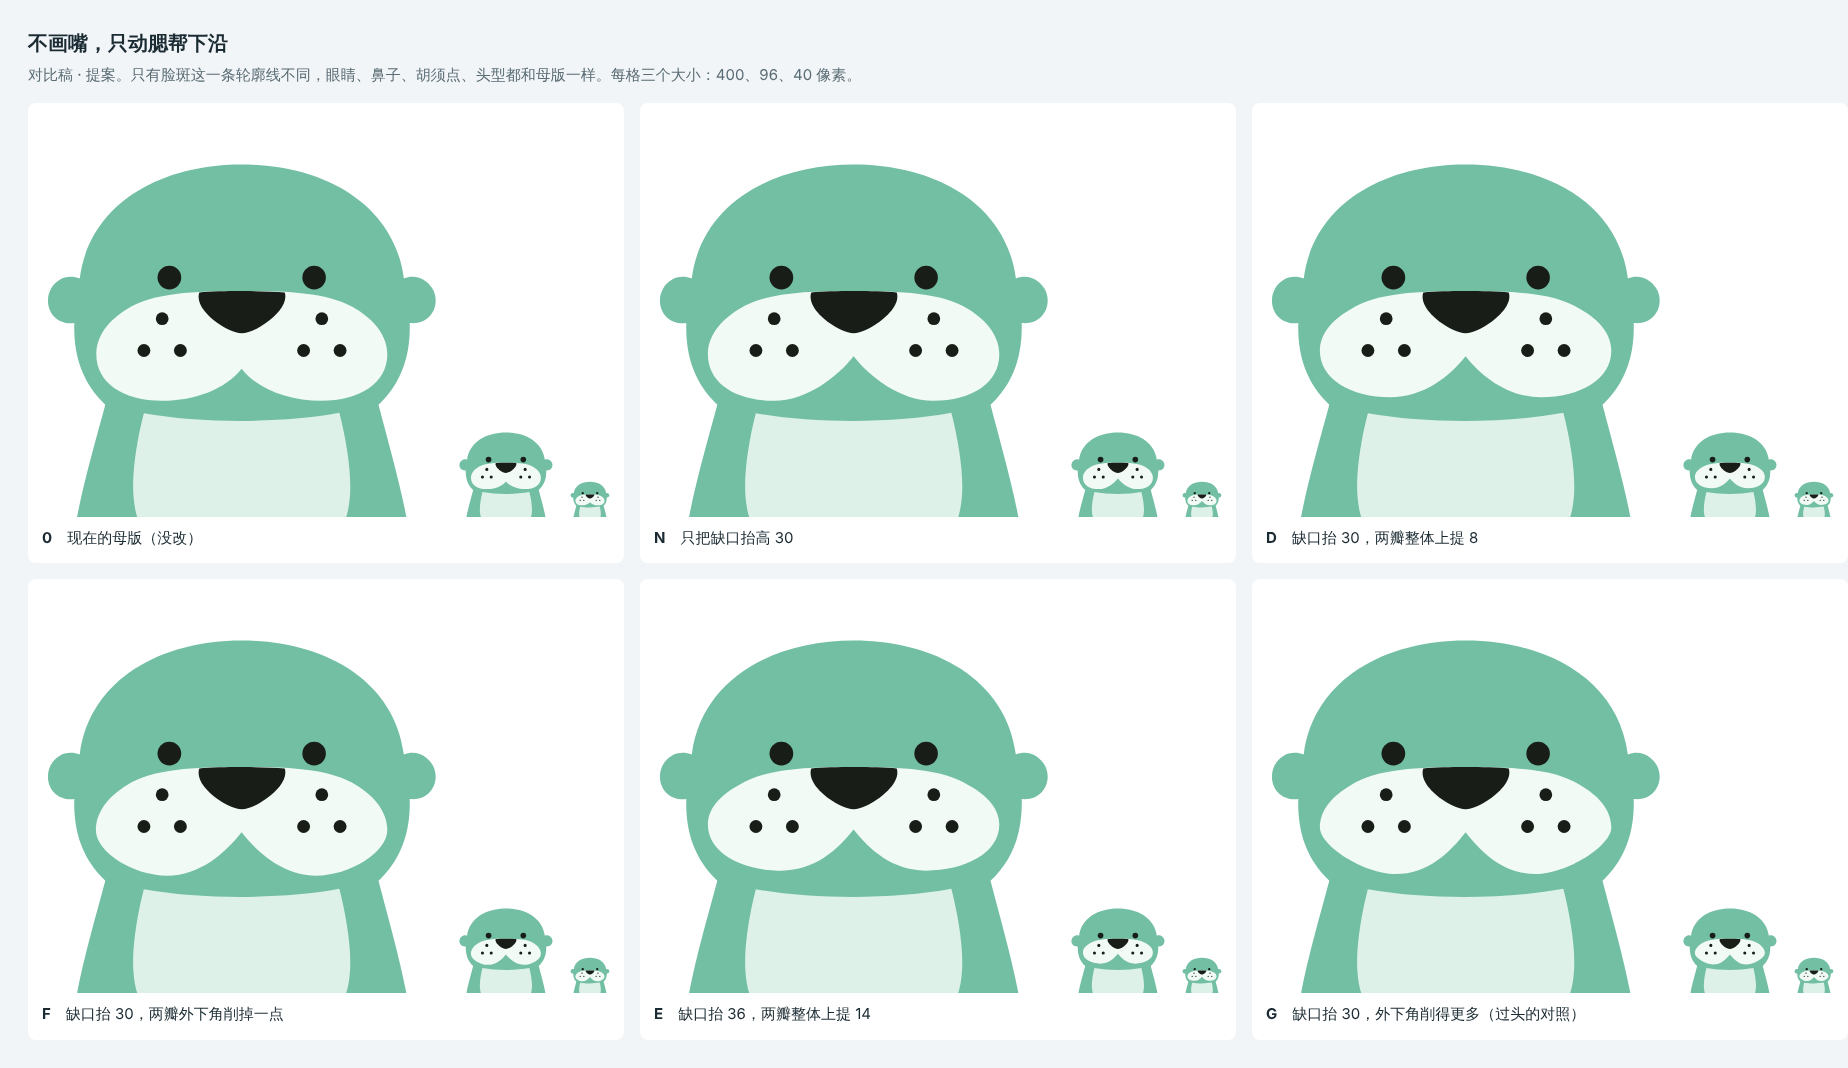 不画嘴，只动腮帮下沿
对比稿 · 提案。只有脸斑这一条轮廓线不同，眼睛、鼻子、胡须点、头型都和母版一样。每格三个大小：400、96、40 像素。
0 现在的母版（没改）
N 只把缺口抬高 30
D 缺口抬 30，两瓣整体上提 8
F 缺口抬 30，两瓣外下角削掉一点
E 缺口抬 36，两瓣整体上提 14
G 缺口抬 30，外下角削得更多（过头的对照）